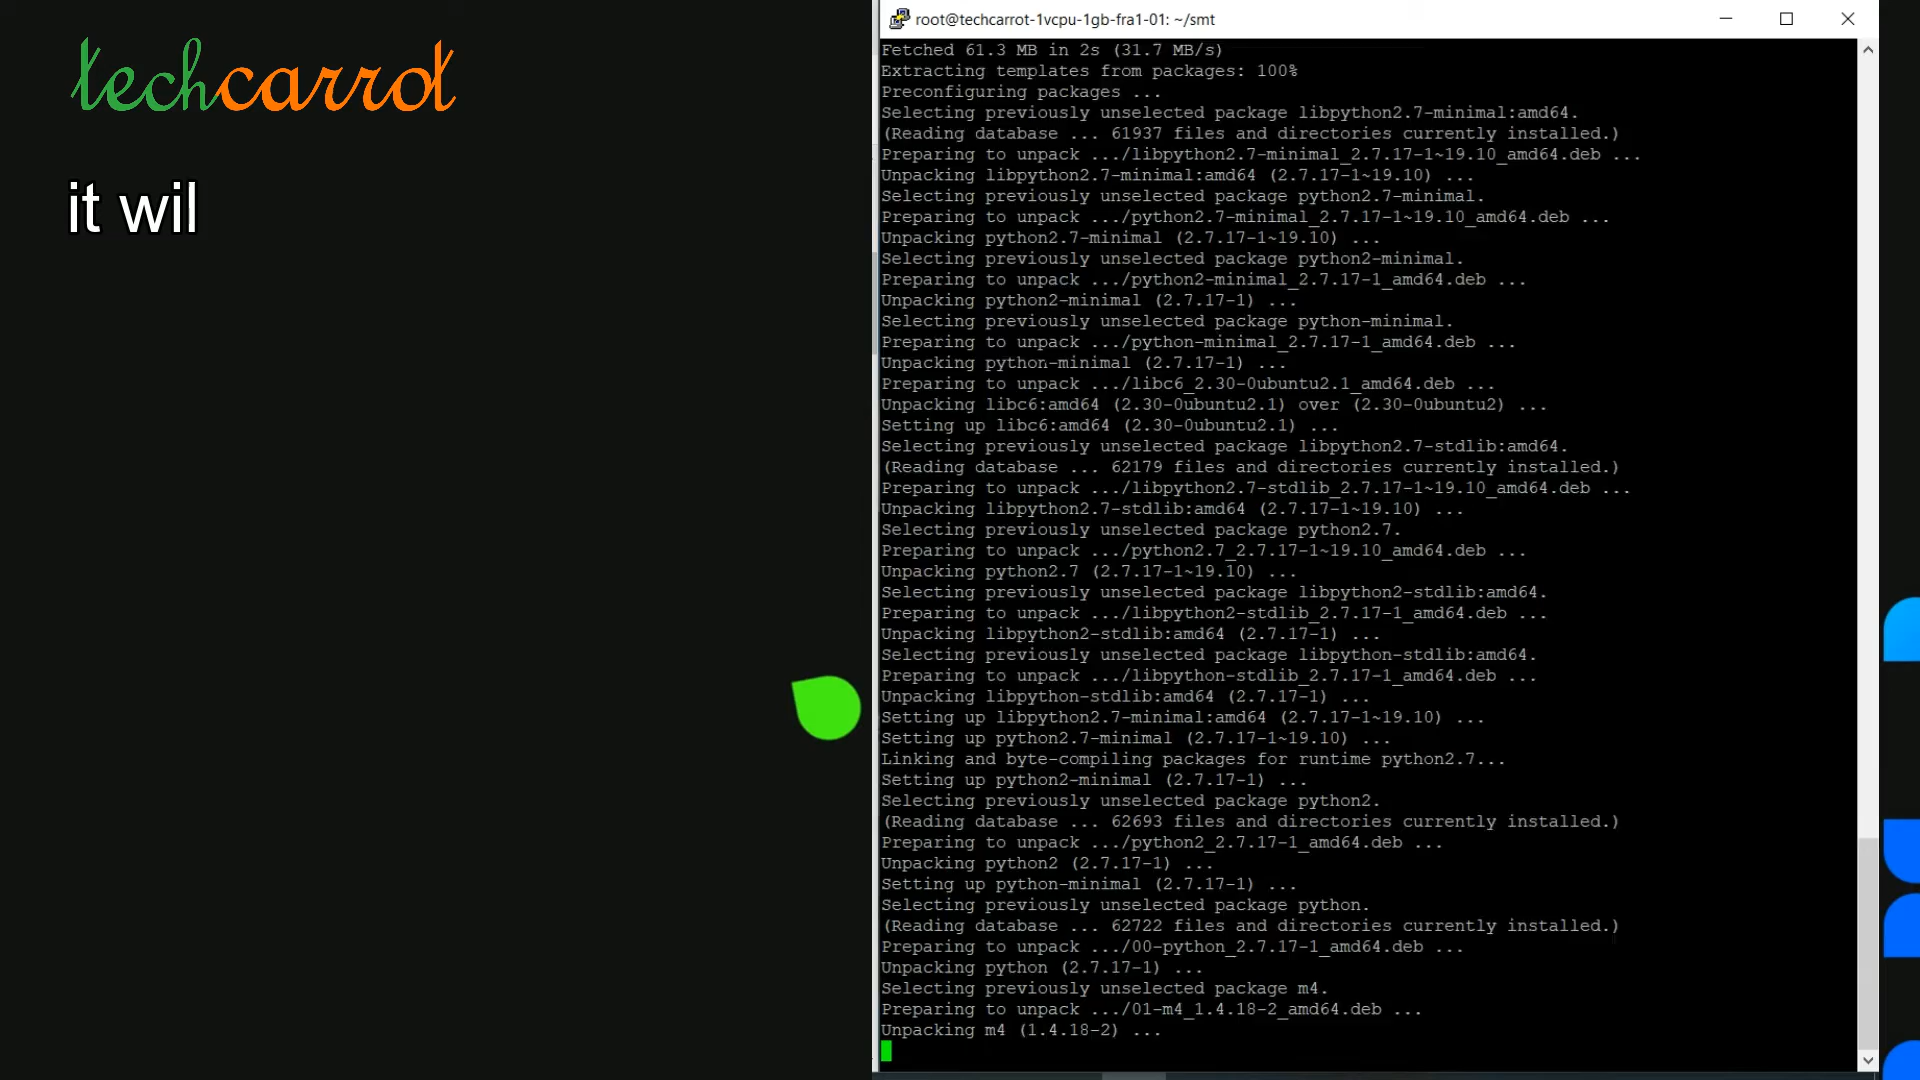 techcarrot
it wil
root@techcarrot-1vcpu-1gb-fra1-01: ~/smt
Fetched 61.3 MB in 2s (31.7 MB/s)
Extracting templates from packages: 100%
Preconfiguring packages ...
Selecting previously unselected package libpython2.7-minimal:amd64.
(Reading database ... 61937 files and directories currently installed.)
Preparing to unpack .../libpython2.7-minimal_2.7.17-1~19.10_amd64.deb ...
Unpacking libpython2.7-minimal:amd64 (2.7.17-1~19.10) ...
Selecting previously unselected package python2.7-minimal.
Preparing to unpack .../python2.7-minimal_2.7.17-1~19.10_amd64.deb ...
Unpacking python2.7-minimal (2.7.17-1~19.10) ...
Selecting previously unselected package python2-minimal.
Preparing to unpack .../python2-minimal_2.7.17-1_amd64.deb ...
Unpacking python2-minimal (2.7.17-1) ...
Selecting previously unselected package python-minimal.
Preparing to unpack .../python-minimal_2.7.17-1_amd64.deb ...
Unpacking python-minimal (2.7.17-1) ...
Preparing to unpack .../libc6_2.30-0ubuntu2.1_amd64.deb ...
Unpacking libc6:amd64 (2.30-0ubuntu2.1) over (2.30-0ubuntu2) ...
Setting up libc6:amd64 (2.30-0ubuntu2.1) ...
Selecting previously unselected package libpython2.7-stdlib:amd64.
(Reading database ... 62179 files and directories currently installed.)
Preparing to unpack .../libpython2.7-stdlib_2.7.17-1~19.10_amd64.deb ...
Unpacking libpython2.7-stdlib:amd64 (2.7.17-1~19.10) ...
Selecting previously unselected package python2.7.
Preparing to unpack .../python2.7_2.7.17-1~19.10_amd64.deb ...
Unpacking python2.7 (2.7.17-1~19.10) ...
Selecting previously unselected package libpython2-stdlib:amd64.
Preparing to unpack .../libpython2-stdlib_2.7.17-1_amd64.deb ...
Unpacking libpython2-stdlib:amd64 (2.7.17-1) ...
Selecting previously unselected package libpython-stdlib:amd64.
Preparing to unpack .../libpython-stdlib_2.7.17-1_amd64.deb ...
Unpacking libpython-stdlib:amd64 (2.7.17-1) ...
Setting up libpython2.7-minimal:amd64 (2.7.17-1~19.10) ...
Setting up python2.7-minimal (2.7.17-1~19.10) ...
Linking and byte-compiling packages for runtime python2.7...
Setting up python2-minimal (2.7.17-1) ...
Selecting previously unselected package python2.
(Reading database ... 62693 files and directories currently installed.)
Preparing to unpack .../python2_2.7.17-1_amd64.deb ...
Unpacking python2 (2.7.17-1) ...
Setting up python-minimal (2.7.17-1) ...
Selecting previously unselected package python.
(Reading database ... 62722 files and directories currently installed.)
Preparing to unpack .../00-python_2.7.17-1_amd64.deb ...
Unpacking python (2.7.17-1) ...
Selecting previously unselected package m4.
Preparing to unpack .../01-m4_1.4.18-2_amd64.deb ...
Unpacking m4 (1.4.18-2) ...